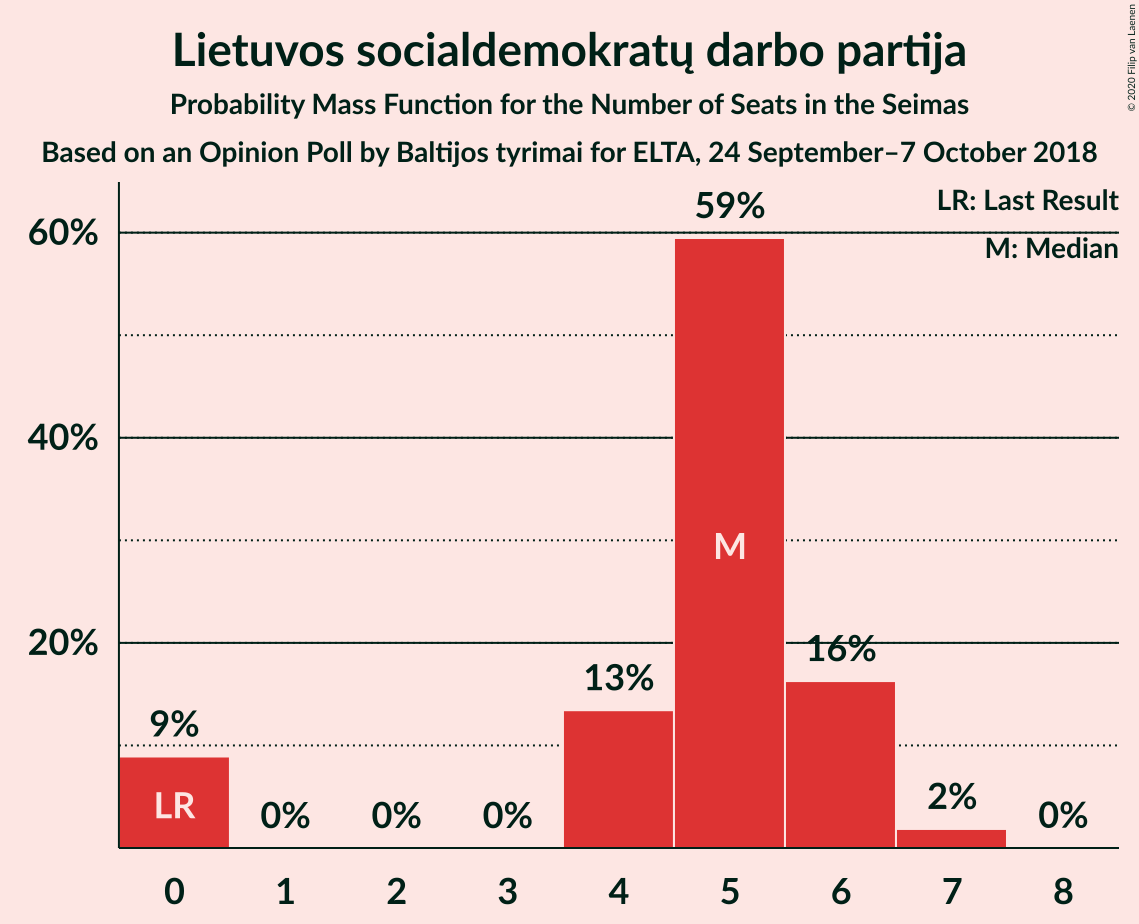 Lietuvos socialdemokratų darbo partija
Probability Mass Function for the Number of Seats in the Seimas
Based on an Opinion Poll by Baltijos tyrimai for ELTA, 24 September–7 October 2018
© 2020 Filip van Laenen
LR: Last Result
M: Median
60%
40%
20%
9%
0%
0%
0%
13%
59%
16%
2%
0%
LR
M
0 1 2 3 4 5 6 7 8